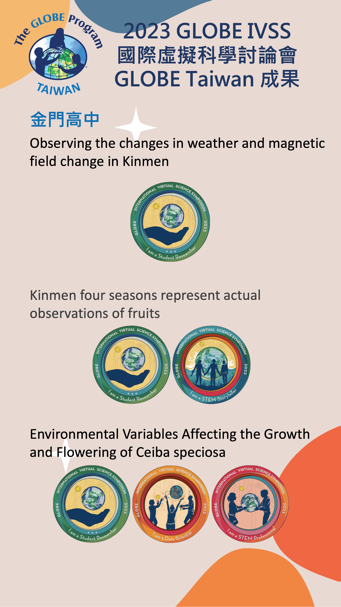 The GLOBE Program
TAIWAN
2023 GLOBE IVSS
國際虛擬科學討論會
GLOBE Taiwan 成果
金門高中
Observing the changes in weather and magnetic
field change in Kinmen
GLOBE INTERNATIONAL VIRTUAL SCIENCE SYMPOSIUM 2023
I am a Student Researcher
Kinmen four seasons represent actual
observations of fruits
GLOBE INTERNATIONAL VIRTUAL SCIENCE SYMPOSIUM 2023
I am a Student Researcher
GLOBE INTERNATIONAL VIRTUAL SCIENCE SYMPOSIUM 2023
I am a STEM Storyteller
Environmental Variables Affecting the Growth
and Flowering of Ceiba speciosa
GLOBE INTERNATIONAL VIRTUAL SCIENCE SYMPOSIUM 2023
I am a Student Researcher
GLOBE INTERNATIONAL VIRTUAL SCIENCE SYMPOSIUM 2023
I am a Data Scientist
GLOBE INTERNATIONAL VIRTUAL SCIENCE SYMPOSIUM 2023
I am a STEM Professional